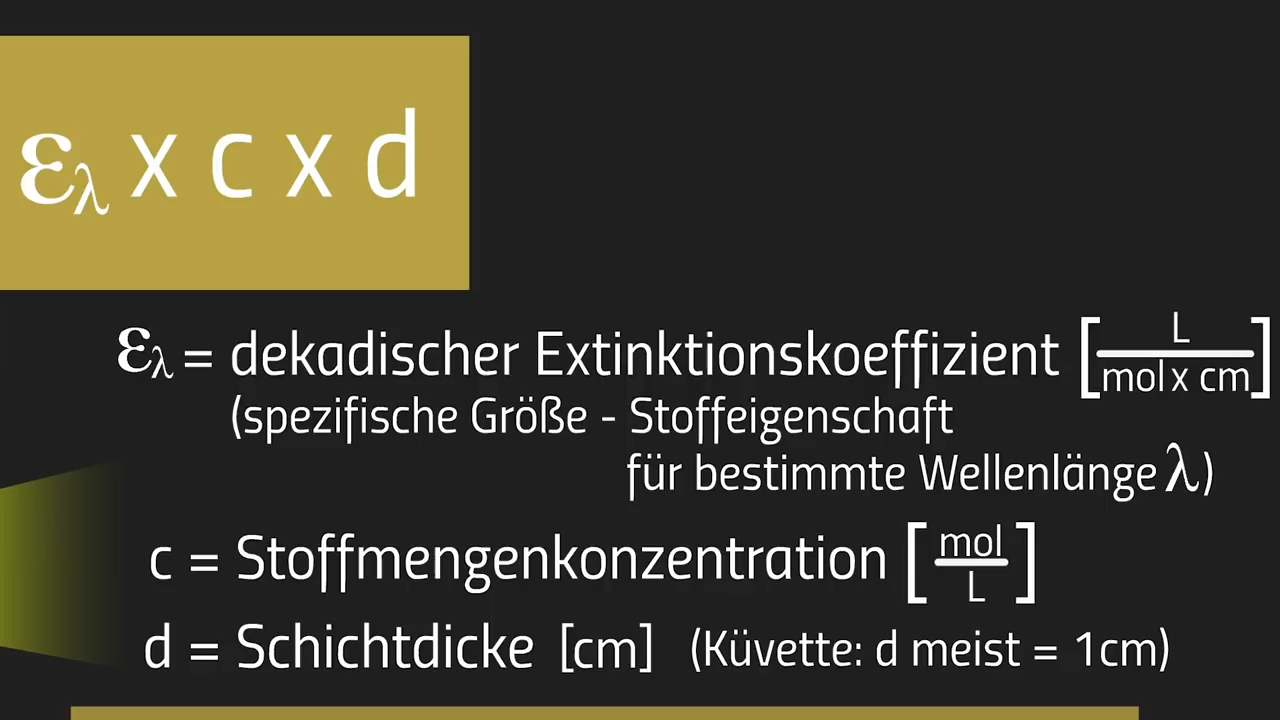 ελ x c x d
ελ = dekadischer Extinktionskoeffizient [L / mol x cm]
(spezifische Größe - Stoffeigenschaft
für bestimmte Wellenlänge λ)
c = Stoffmengenkonzentration [mol / L]
d = Schichtdicke [cm] (Küvette: d meist = 1cm)